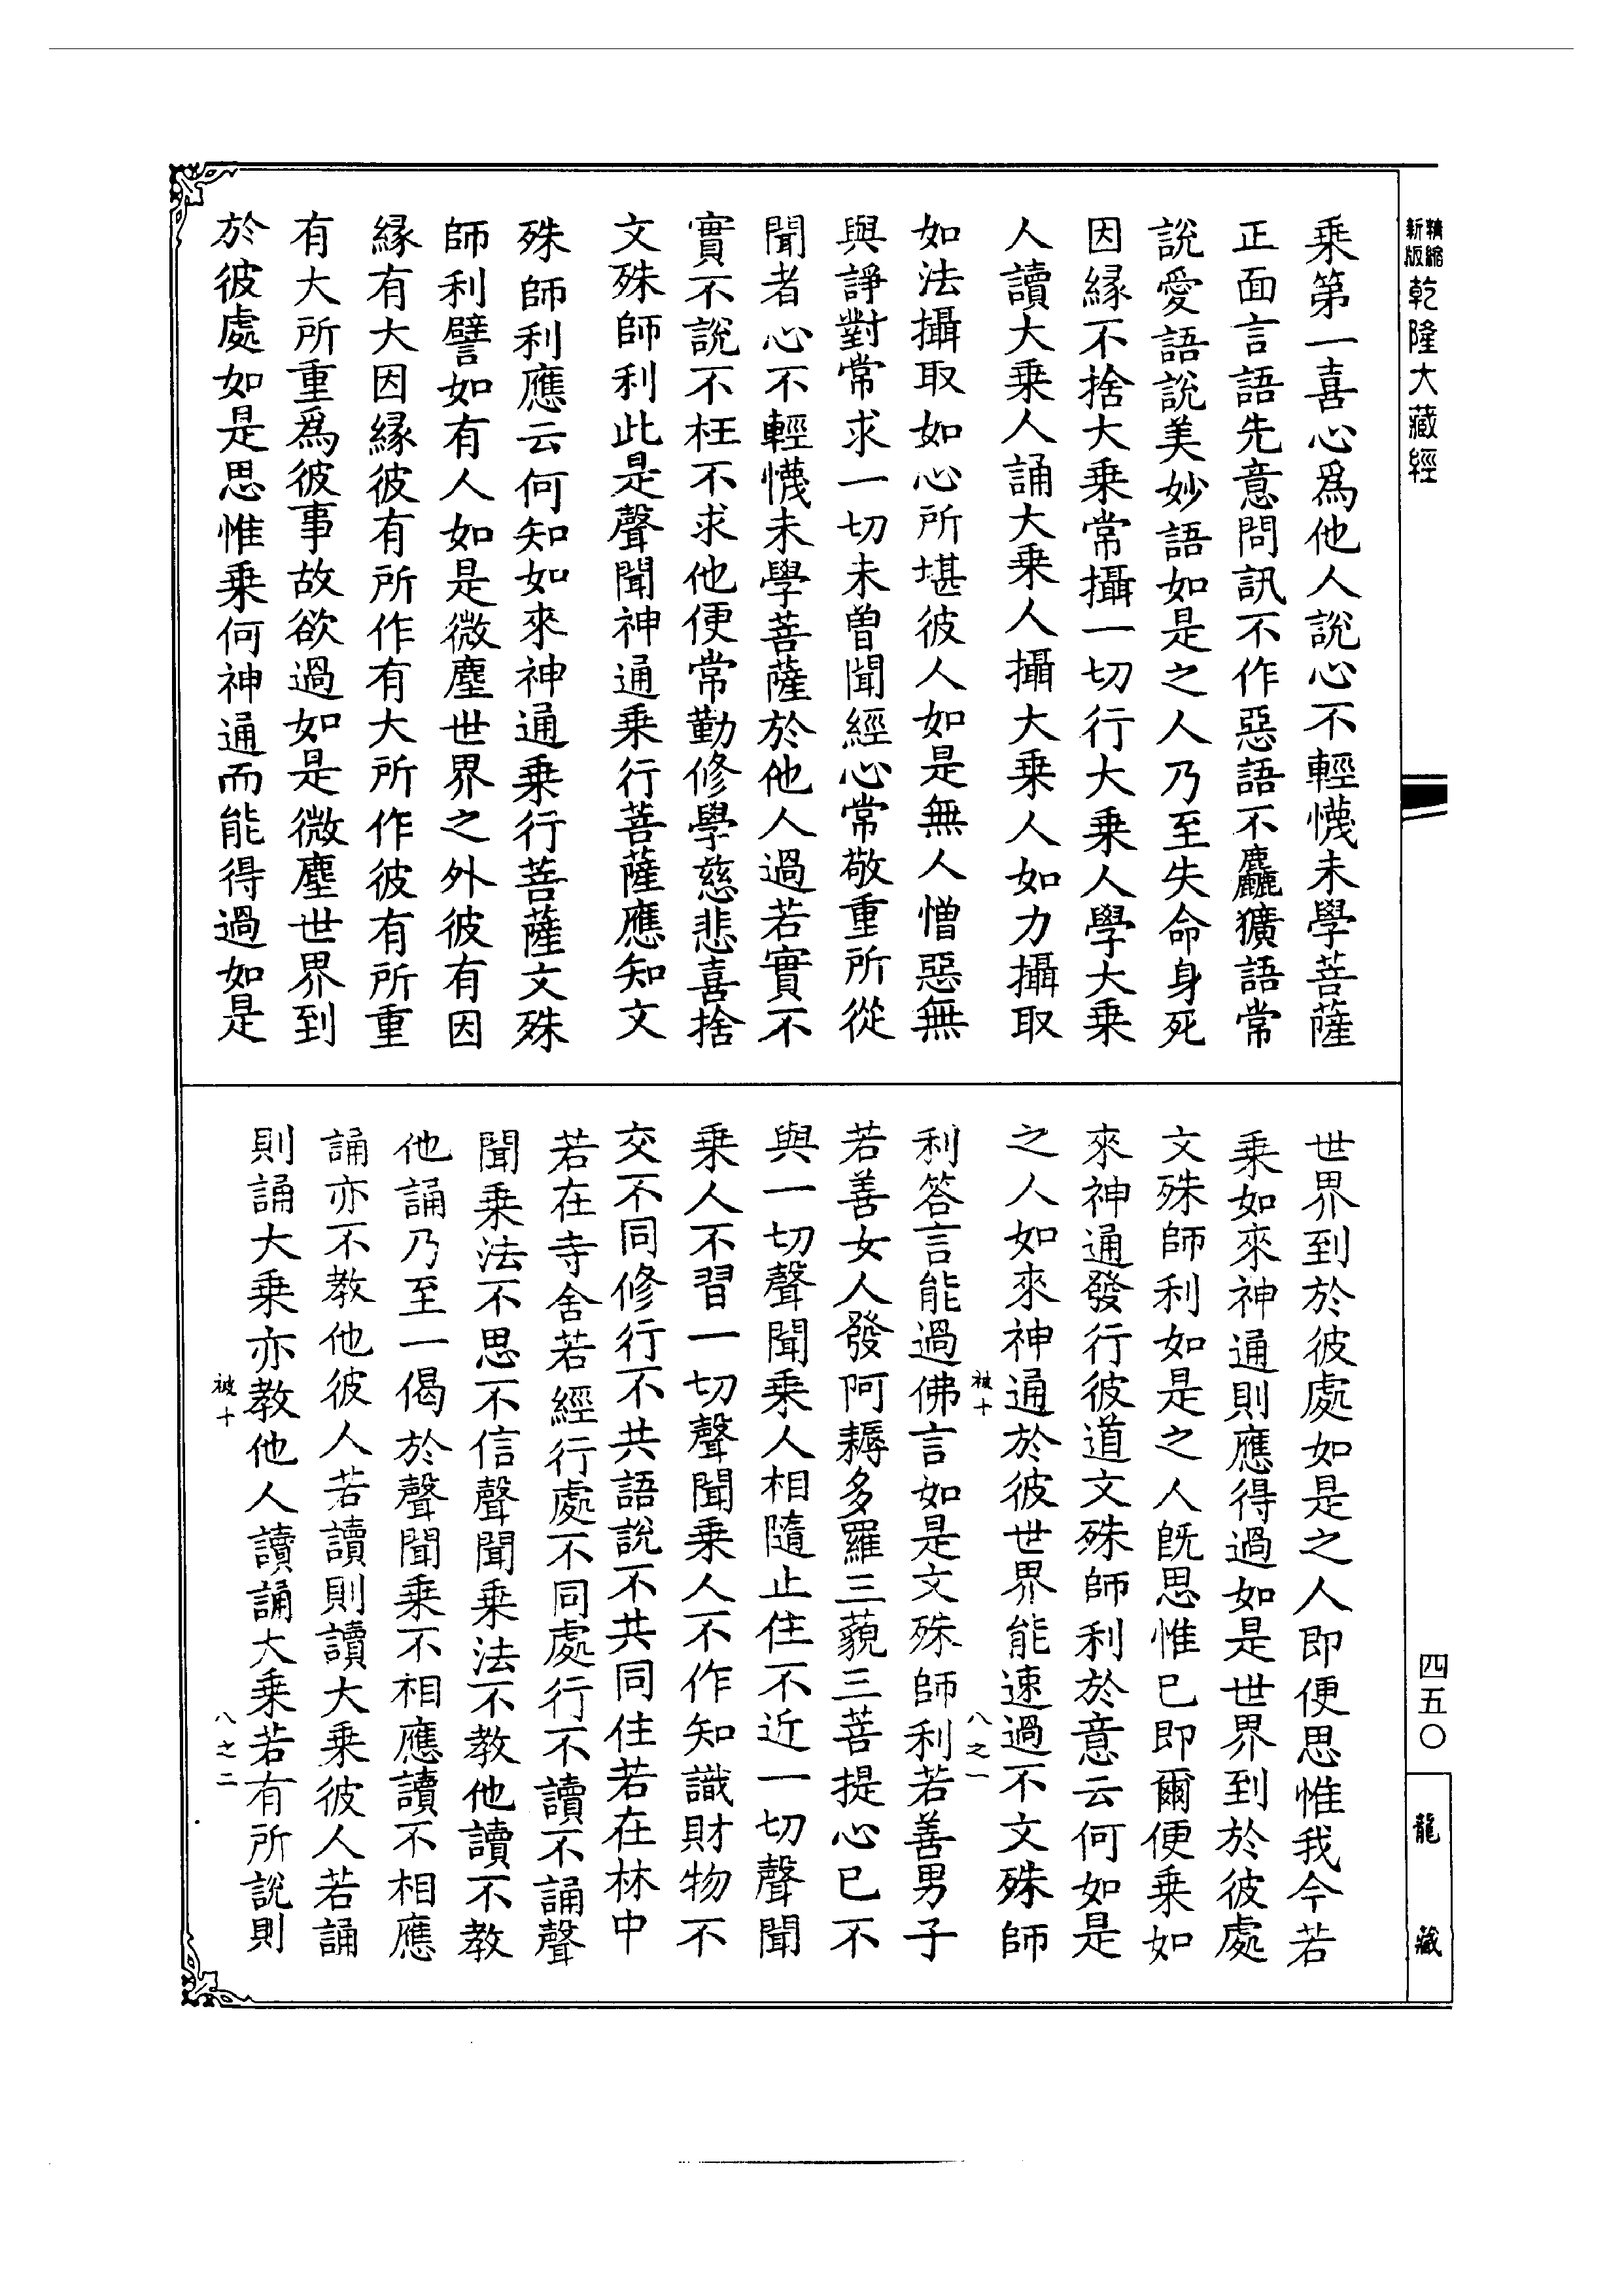 新版精縮乾隆大藏經
乘第一喜心爲他人說心不輕懱未學菩薩
正面言語先意問訊不作惡語不麤獷語常
說愛語說美妙語如是之人乃至失命身死
因縁不捨大乘常攝一切行大乘人學大乘
人讀大乘人誦大乘人攝大乘人如力攝取
如法攝取如心所堪彼人如是無人憎惡無
與諍對常求一切未曾聞經心常敬重所從
聞者心不輕懱未學菩薩於他人過若實不
實不說不枉不求他便常勤修學慈悲喜捨
文殊師利此是聲聞神通乘行菩薩應知文
殊師利應云何知如來神通乘行菩薩文殊
師利譬如有人如是微塵世界之外彼有因
縁有大因縁彼有所作有大所作彼有所重
有大所重爲彼事故欲過如是微塵世界到
於彼處如是思惟乘何神通而能得過如是
世界到於彼處如是之人即便思惟我今若
乘如來神通則應得過如是世界到於彼處
文殊師利如是之人旣思惟已即爾便乘如
來神通發行彼道文殊師利於意云何如是
之人如來神通於彼世界能速過不文殊師
利答言能過佛言如是文殊師利若善男子
被十 八之一
若善女人發阿耨多羅三藐三菩提心已不
與一切聲聞乘人相隨止住不近一切聲聞
乘人不習一切聲聞乘人不作知識財物不
交不同修行不共語說不共同住若在林中
若在寺舍若經行處不同處行不讀不誦聲
聞乘法不思不信聲聞乘法不教他讀不教
他誦乃至一偈於聲聞乘不相應讀不相應
誦亦不教他彼人若讀則讀大乘彼人若誦
則誦大乘亦教他人讀誦大乘若有所說則
被十 八之二
四五〇
龍藏